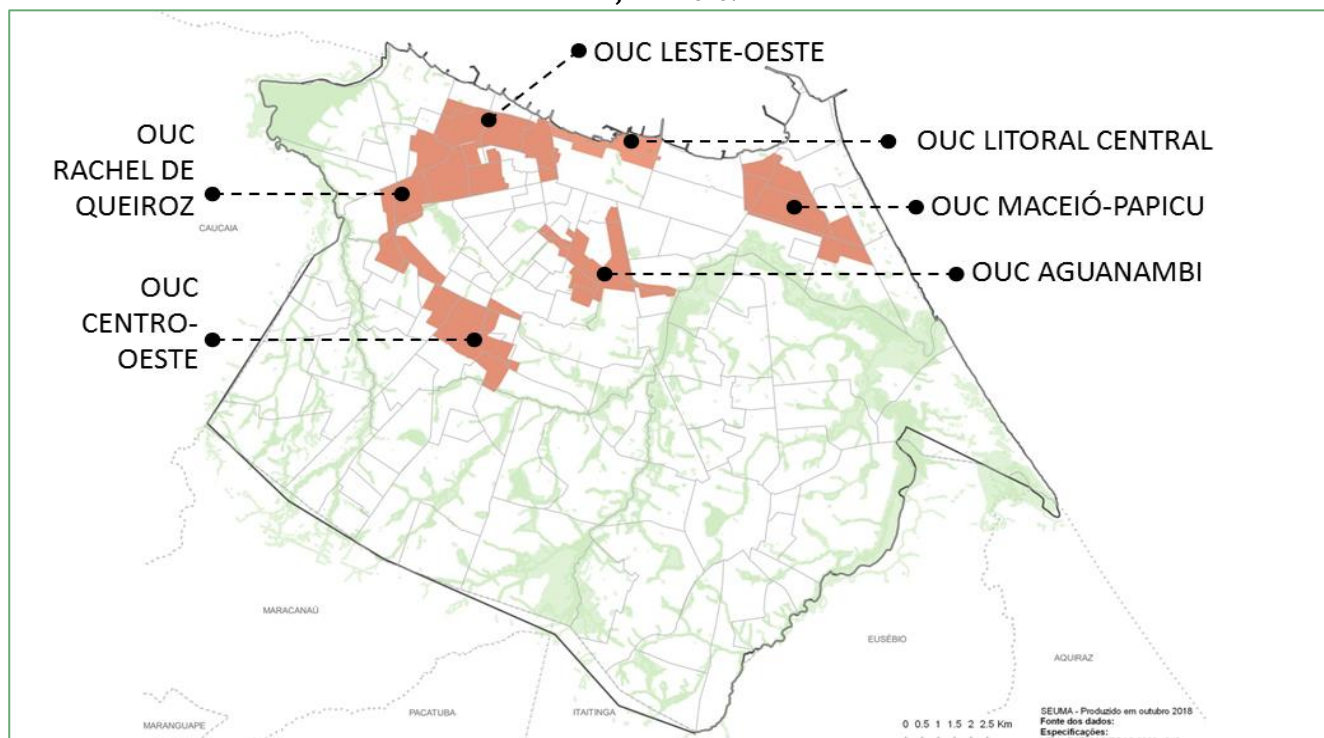 OUC LESTE-OESTE
OUC
RACHEL DE
QUEIROZ
OUC LITORAL CENTRAL
OUC MACEIÓ-PAPICU
CAUCAIA
OUC AGUANAMBI
OUC
CENTRO-
OESTE
MARACANAÚ
EUSÉBIO
AQUIRAZ
MARANGUAPE
PACATUBA
ITAITINGA
SEUMA - Produzido em outubro 2018
Fonte dos dados:
Especificações:
0 0.5 1 1.5 2 2.5 Km